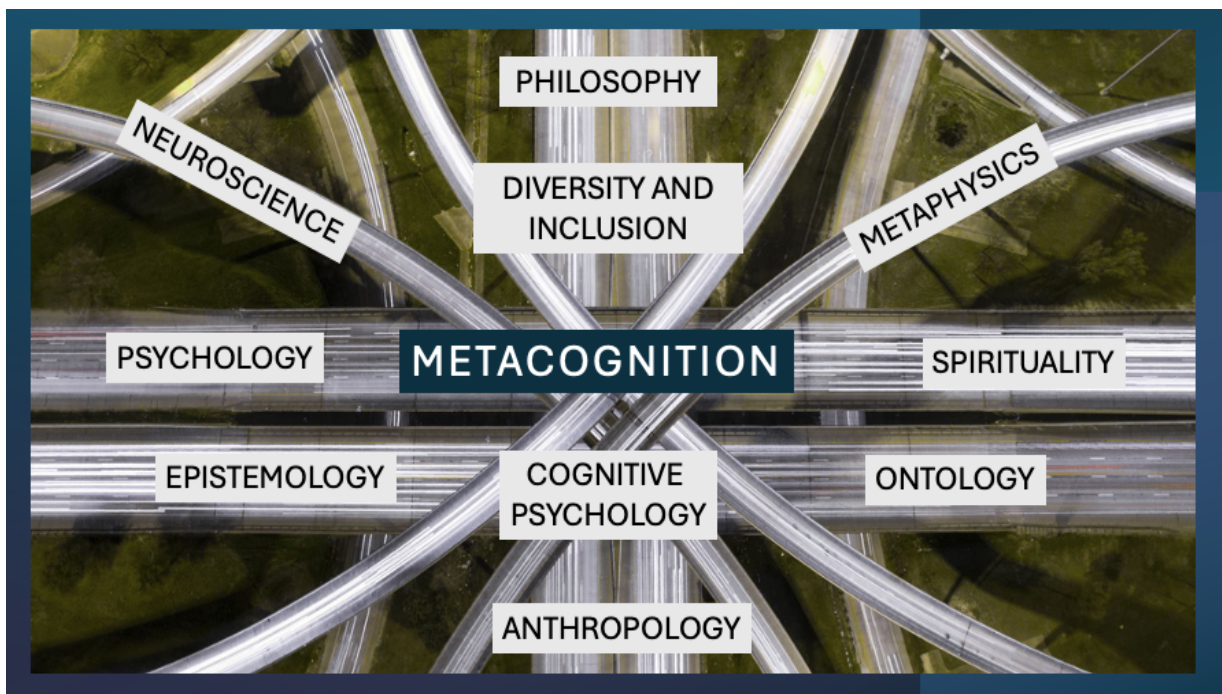 PHILOSOPHY
NEUROSCIENCE
DIVERSITY AND
INCLUSION
METAPHYSICS
PSYCHOLOGY
METACOGNITION
SPIRITUALITY
EPISTEMOLOGY
COGNITIVE
PSYCHOLOGY
ONTOLOGY
ANTHROPOLOGY